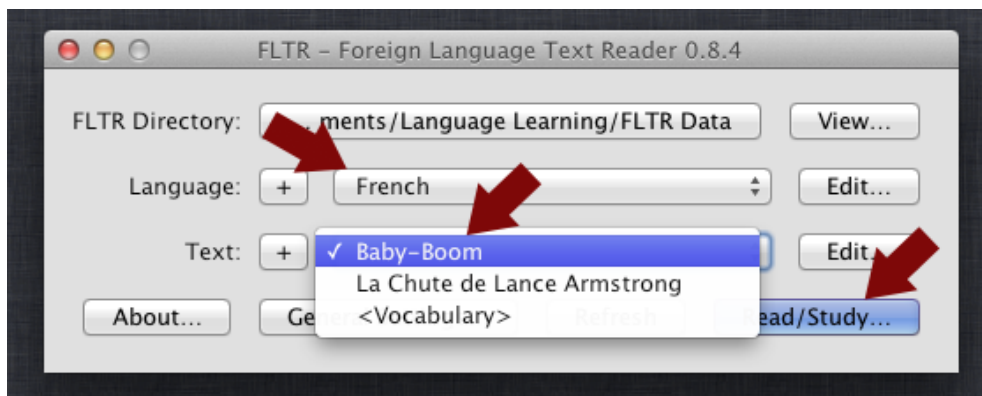 FLTR – Foreign Language Text Reader 0.8.4
FLTR Directory: ments/Language Learning/FLTR Data View...
Language: + French Edit...
Text: + ✓ Baby-Boom Edit
La Chute de Lance Armstrong
<Vocabulary>
About... Refresh Read/Study...